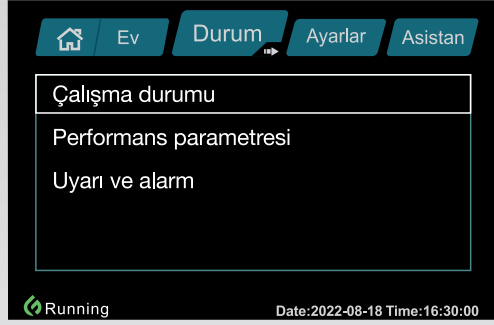 Ev Durum Ayarlar Asistan
Çalışma durumu
Performans parametresi
Uyarı ve alarm
Running Date:2022-08-18 Time:16:30:00